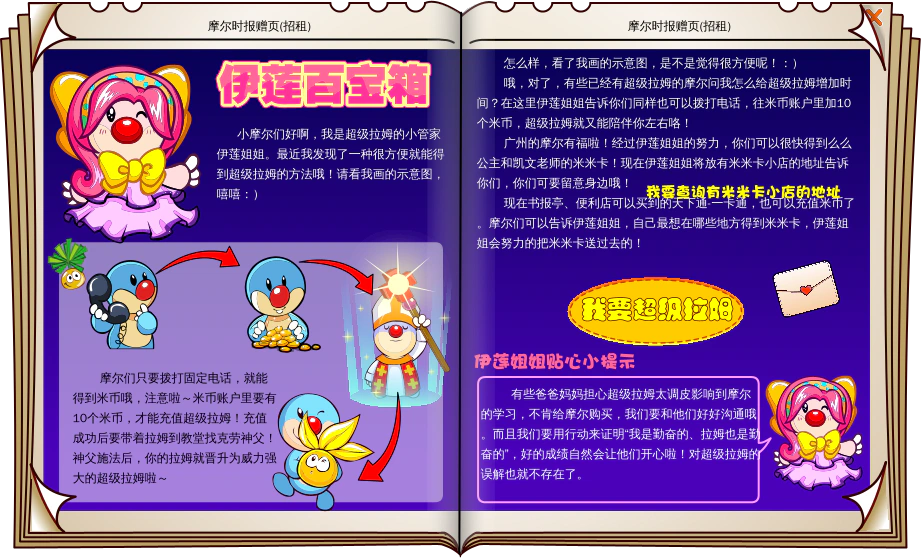 摩尔时报赠页(招租)
伊莲百宝箱
小摩尔们好啊，我是超级拉姆的小管家
伊莲姐姐。最近我发现了一种很方便就能得
到超级拉姆的方法哦！请看我画的示意图，
嘻嘻：）
摩尔们只要拨打固定电话，就能
得到米币哦，注意啦～米币账户里要有
10个米币，才能充值超级拉姆！充值
成功后要带着拉姆到教堂找克劳神父！
神父施法后，你的拉姆就晋升为威力强
大的超级拉姆啦～
摩尔时报赠页(招租)
怎么样，看了我画的示意图，是不是觉得很方便呢！：）
哦，对了，有些已经有超级拉姆的摩尔问我怎么给超级拉姆增加时
间？在这里伊莲姐姐告诉你们同样也可以拨打电话，往米币账户里加10
个米币，超级拉姆就又能陪伴你左右咯！
广州的摩尔有福啦！经过伊莲姐姐的努力，你们可以很快得到么么
公主和凯文老师的米米卡！现在伊莲姐姐将放有米米卡小店的地址告诉
你们，你们可要留意身边哦！
我要查询有米米卡小店的地址
现在书报亭、便利店可以买到的天下通一卡通，也可以充值米币了
。摩尔们可以告诉伊莲姐姐，自己最想在哪些地方得到米米卡，伊莲姐
姐会努力的把米米卡送过去的！
我要超级拉姆
伊莲姐姐贴心小提示
有些爸爸妈妈担心超级拉姆太调皮影响到摩尔
的学习，不肯给摩尔购买，我们要和他们好好沟通哦
。而且我们要用行动来证明“我是勤奋的、拉姆也是勤
奋的”，好的成绩自然会让他们开心啦！对超级拉姆的
误解也就不存在了。